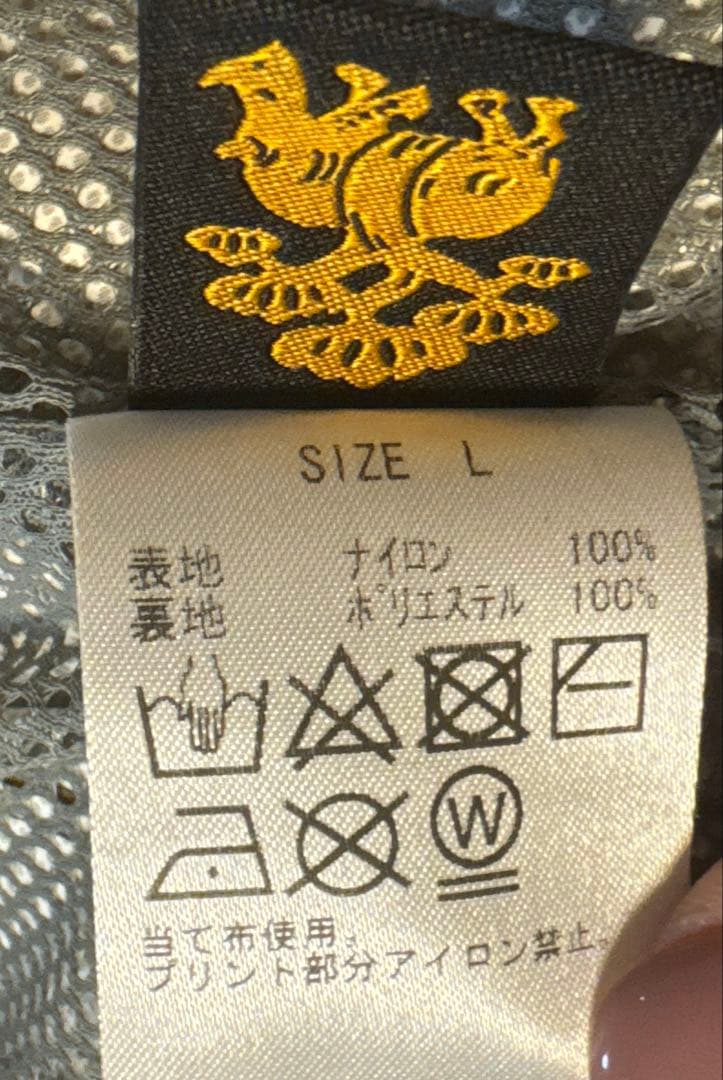 SIZE L
表地 ナイロン 100%
裏地 ポリエステル 100%
W
当て布使用。
プリント部分アイロン禁止。